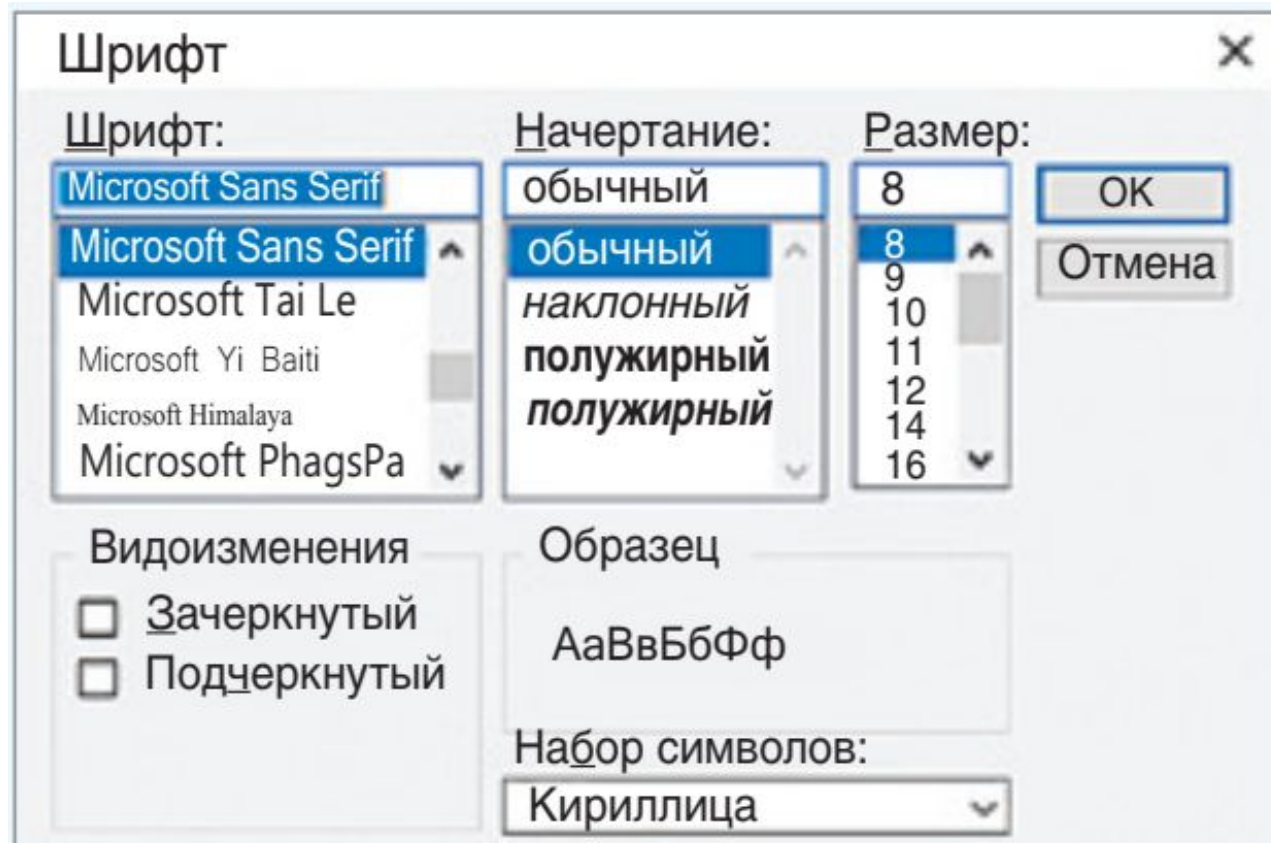 Шрифт
Шрифт:
Microsoft Sans Serif
Microsoft Sans Serif
Microsoft Tai Le
Microsoft Yi Baiti
Microsoft Himalaya
Microsoft PhagsPa
Начертание:
обычный
обычный
наклонный
полужирный
полужирный
Размер:
8
8
9
10
11
12
14
16
OK
Отмена
Видоизменения
Зачеркнутый
Подчеркнутый
Образец
АаВвБбФф
Набор символов:
Кириллица